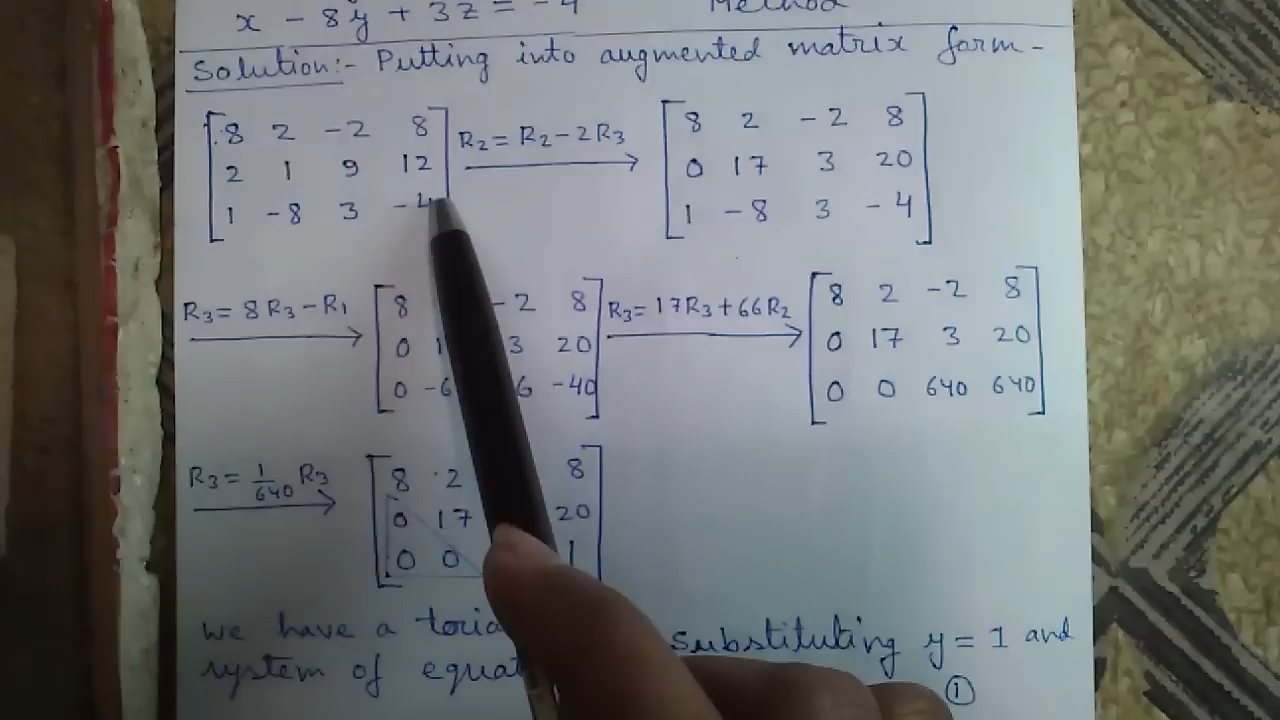 x - 8y + 3z = -4 Method
Solution:- Putting into augmented matrix form-
8 2 -2 8
2 1 9 12
1 -8 3 -4
R2 = R2 - 2R3
8 2 -2 8
0 17 3 20
1 -8 3 -4
R3 = 8R3 - R1
8 -2 8
0 3 20
0 -40
R3 = 17R3 + 66R2
8 2 -2 8
0 17 3 20
0 0 640 640
R3 = 1/640 R3
8 2 8
0 17 20
0 0 1
we have a
system of
substituting y = 1 and
1